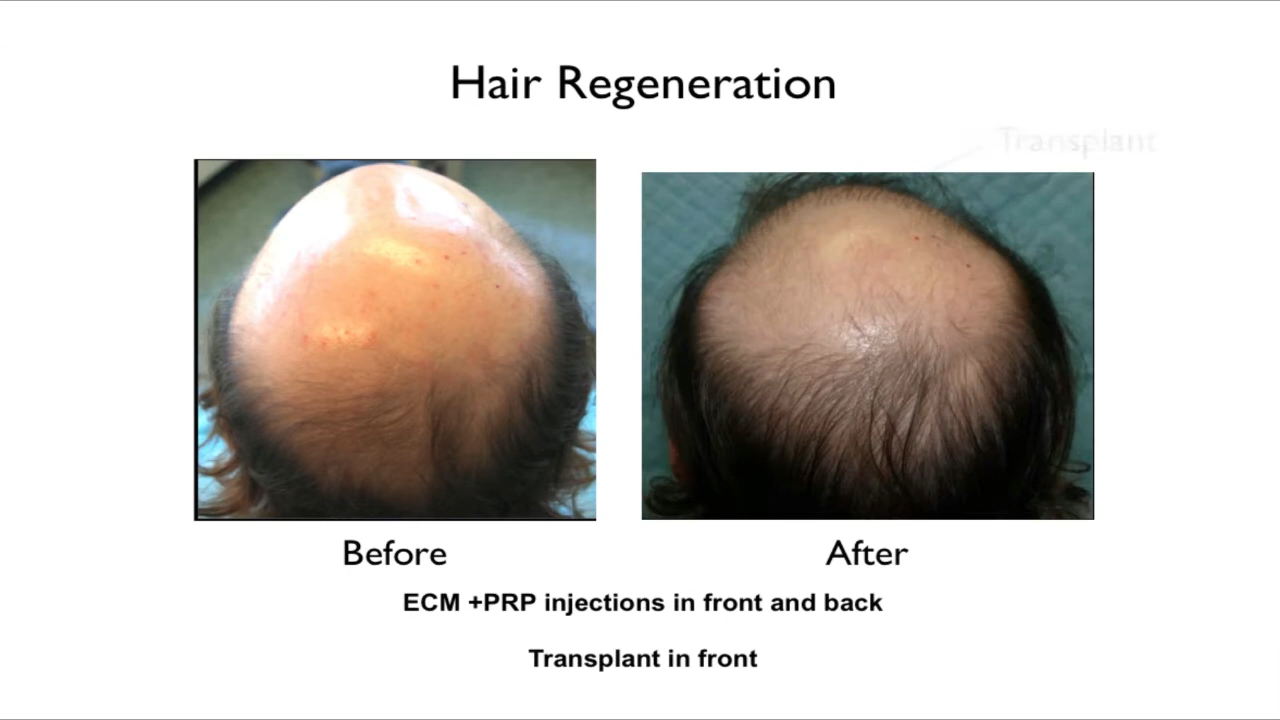 Hair Regeneration
Transplant
Before
After
ECM +PRP injections in front and back
Transplant in front